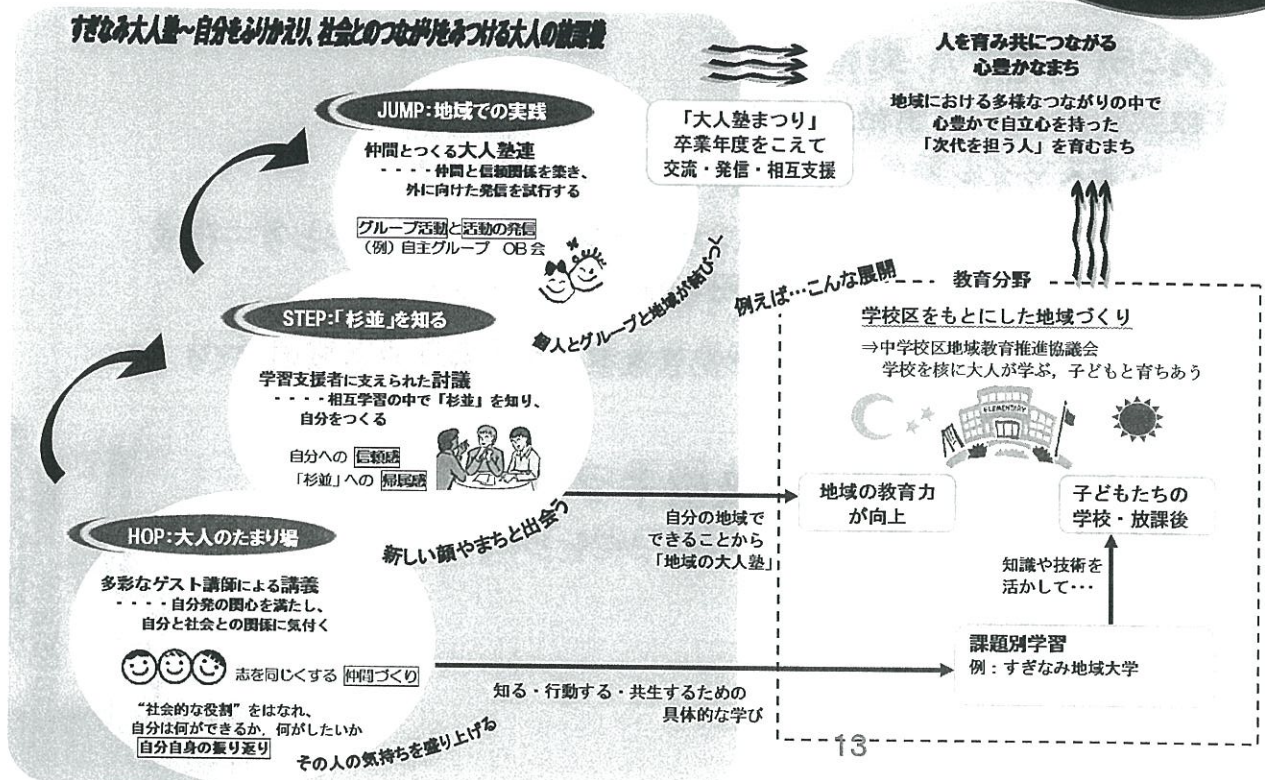 すぎなみ大人塾～自分をふりかえり、社会とのつながりをみつける大人の放課後
JUMP：地域での実践
仲間とつくる大人塾連
‥‥仲間と信頼関係を築き、
外に向けた発信を試行する
グループ活動と活動の発信
（例）自主グループ　OB会
個人とグループと地域が結びつく
STEP：「杉並」を知る
学習支援者に支えられた討議
‥‥相互学習の中で「杉並」を知り、
自分をつくる
自分への 信頼感
「杉並」への 帰属感
新しい顔やまちと出会う
HOP：大人のたまり場
多彩なゲスト講師による講義
‥‥自分発の関心を満たし、
自分と社会との関係に気付く
志を同じくする 仲間づくり
“社会的な役割”をはなれ、
自分は何ができるか，何がしたいか
自分自身の振り返り
その人の気持ちを盛り上げる
「大人塾まつり」
卒業年度をこえて
交流・発信・相互支援
人を育み共につながる
心豊かなまち
地域における多様なつながりの中で
心豊かで自立心を持った
「次代を担う人」を育むまち
例えば…こんな展開
教育分野
学校区をもとにした地域づくり
⇒中学校区地域教育推進協議会
学校を核に大人が学ぶ，子どもと育ちあう
ELEMENTARY
地域の教育力
が向上
子どもたちの
学校・放課後
自分の地域で
できることから
「地域の大人塾」
知識や技術を
活かして…
課題別学習
例：すぎなみ地域大学
知る・行動する・共生するための
具体的な学び
13